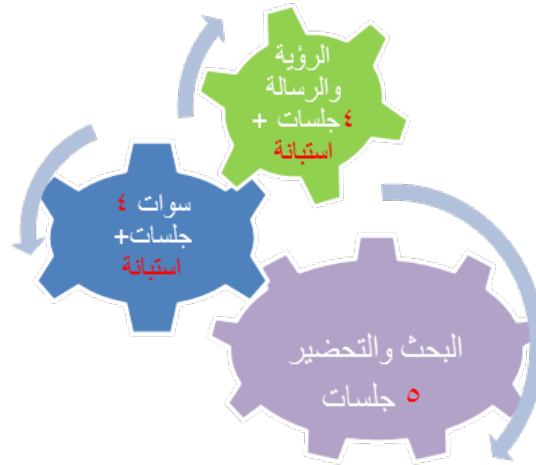 الرؤية
والرسالة
٤ جلسات +
استبانة
سوات ٤
جلسات+
استبانة
البحث والتحضير
٥ جلسات